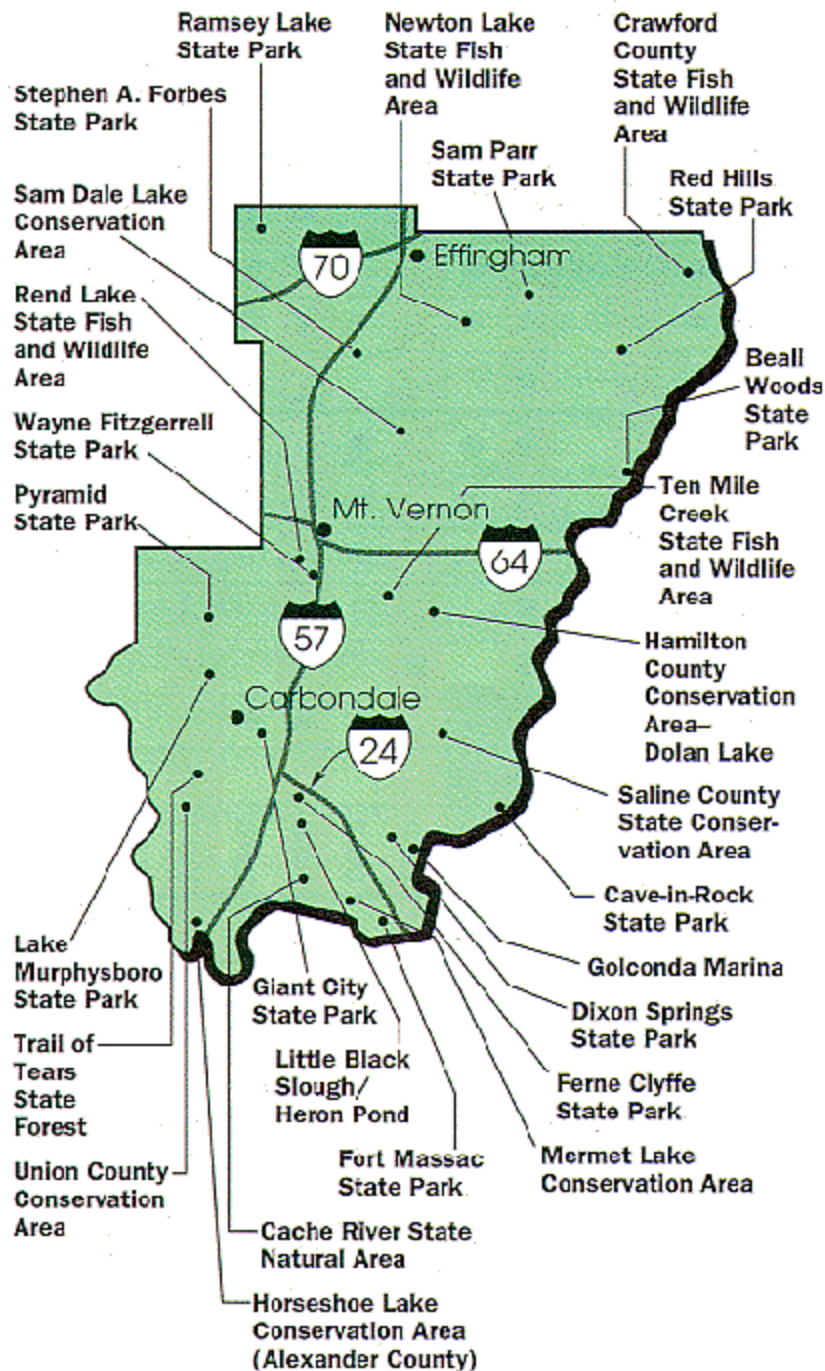 Ramsey Lake
State Park
Newton Lake
State Fish
and Wildlife
Area
Crawford
County
State Fish
and Wildlife
Area
Stephen A. Forbes
State Park
Sam Parr
State Park
Red Hills
State Park
Sam Dale Lake
Conservation
Area
70
Effingham
Rend Lake
State Fish
and Wildlife
Area
Beall
Woods
State
Park
Wayne Fitzgerrell
State Park
Pyramid
State Park
Mt. Vernon
Ten Mile
Creek
State Fish
and Wildlife
Area
64
57
Hamilton
County
Conservation
Area–
Dolan Lake
Carbondale
24
Saline County
State Conser-
vation Area
Cave-in-Rock
State Park
Lake
Murphysboro
State Park
Golconda Marina
Giant City
State Park
Dixon Springs
State Park
Trail of
Tears
State
Forest
Little Black
Slough/
Heron Pond
Ferne Clyffe
State Park
Fort Massac
State Park
Mermet Lake
Conservation Area
Union County
Conservation
Area
Cache River State
Natural Area
Horseshoe Lake
Conservation Area
(Alexander County)